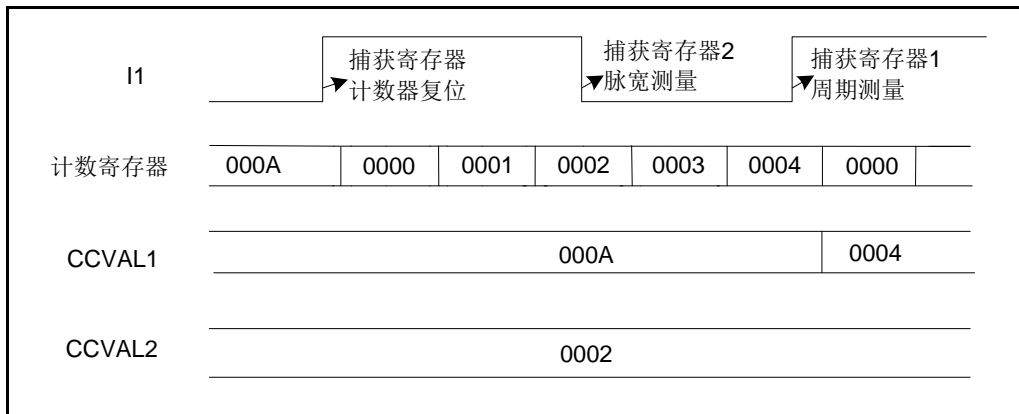 I1
捕获寄存器
计数器复位
捕获寄存器2
脉宽测量
捕获寄存器1
周期测量
计数寄存器 000A 0000 0001 0002 0003 0004 0000
CCVAL1 000A 0004
CCVAL2 0002